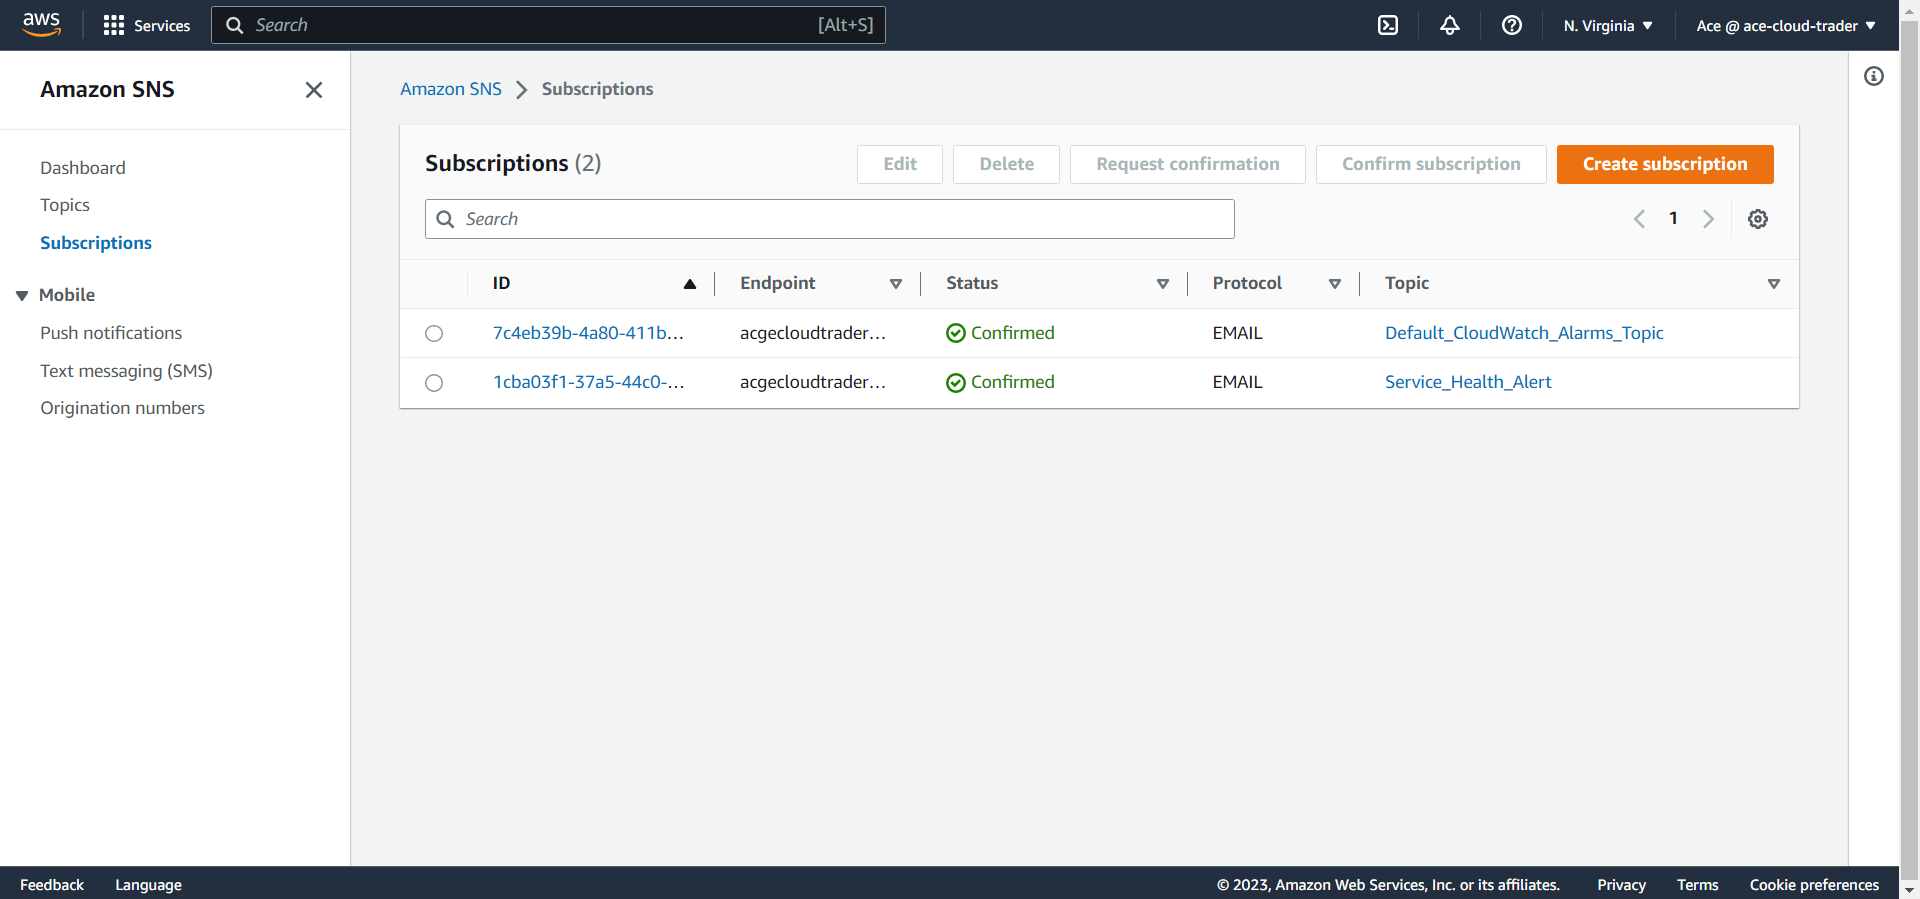 aws
Services
Search [Alt+S]
N. Virginia
Ace @ ace-cloud-trader
Amazon SNS
Dashboard
Topics
Subscriptions
Mobile
Push notifications
Text messaging (SMS)
Origination numbers
Amazon SNS > Subscriptions
Subscriptions (2)
Edit
Delete
Request confirmation
Confirm subscription
Create subscription
Search
1
ID Endpoint Status Protocol Topic
7c4eb39b-4a80-411b... acgecloudtrader... Confirmed EMAIL Default_CloudWatch_Alarms_Topic
1cba03f1-37a5-44c0-... acgecloudtrader... Confirmed EMAIL Service_Health_Alert
Feedback Language © 2023, Amazon Web Services, Inc. or its affiliates. Privacy Terms Cookie preferences